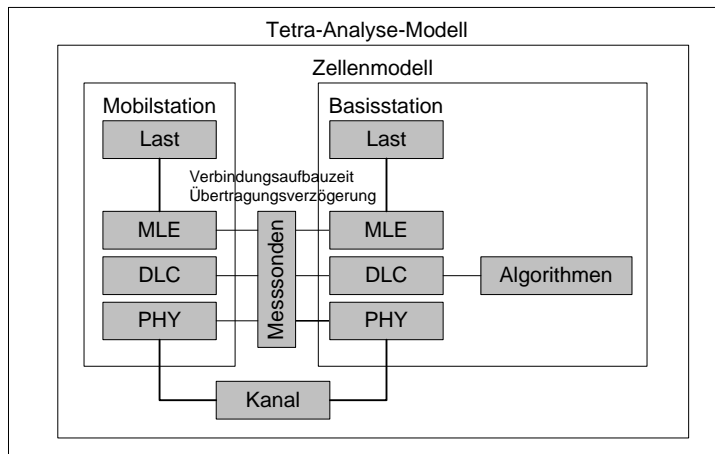 Tetra-Analyse-Modell
Zellenmodell
Mobilstation
Basisstation
Last
Last
Verbindungsaufbauzeit
Übertragungsverzögerung
MLE
MLE
Messsonden
DLC
DLC
Algorithmen
PHY
PHY
Kanal